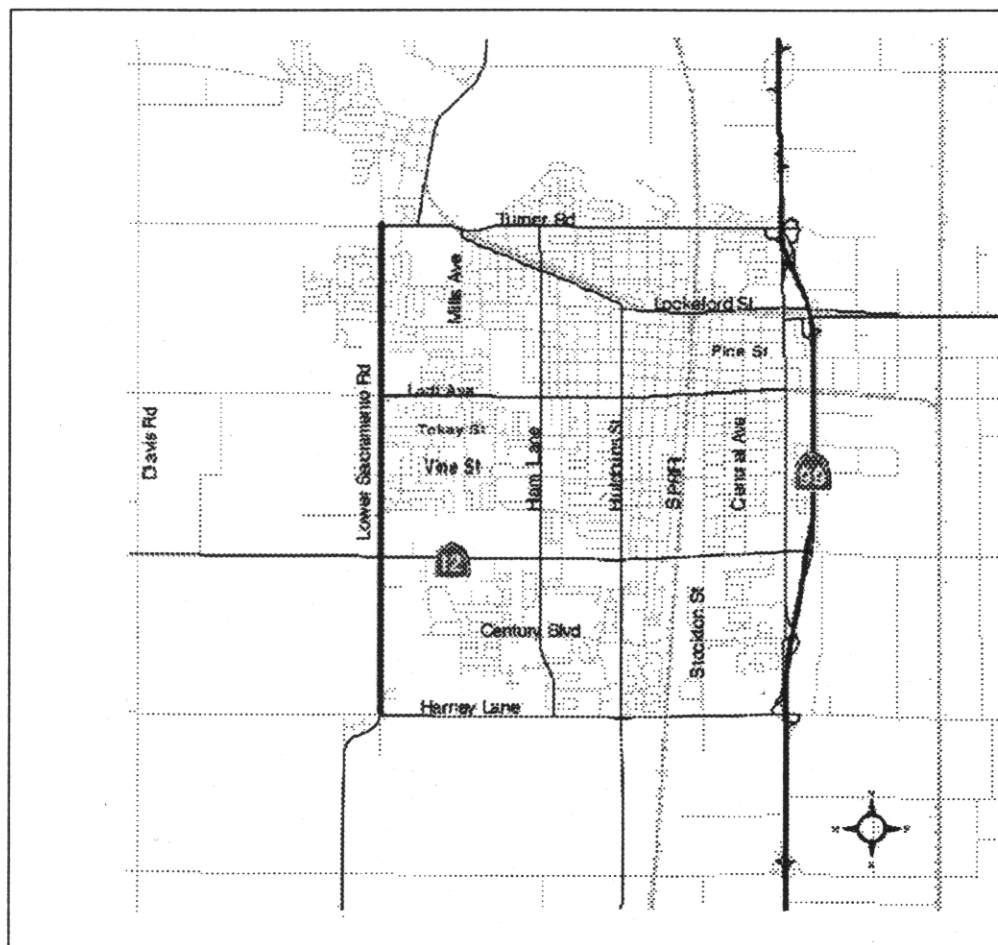 Turner Rd
Mills Ave
Lockeford St
Pine St
Lodi Ave
Lower Sacramento Rd
Davis Rd
Tokay St
Vine St
Ham Lane
Hutchins St
SPRR
Central Ave
99
12
Century Blvd
Stockton St
Harney Lane